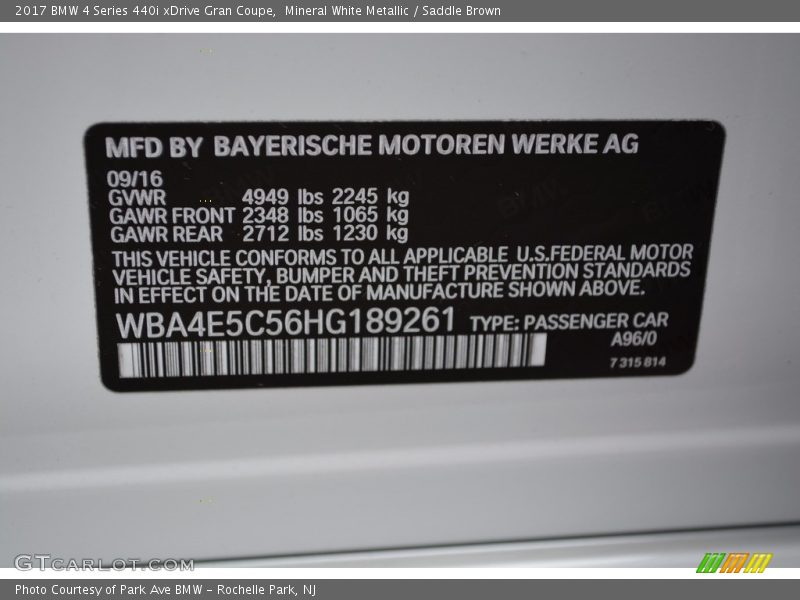 2017 BMW 4 Series 440i xDrive Gran Coupe,  Mineral White Metallic / Saddle Brown
MFD BY BAYERISCHE MOTOREN WERKE AG
09/16
GVWR 4949 lbs 2245 kg
GAWR FRONT 2348 lbs 1065 kg
GAWR REAR 2712 lbs 1230 kg
THIS VEHICLE CONFORMS TO ALL APPLICABLE U.S.FEDERAL MOTOR
VEHICLE SAFETY, BUMPER AND THEFT PREVENTION STANDARDS
IN EFFECT ON THE DATE OF MANUFACTURE SHOWN ABOVE.
WBA4E5C56HG189261 TYPE: PASSENGER CAR
A96/0
7 315 814
GTcarlot.com
Photo Courtesy of Park Ave BMW - Rochelle Park, NJ